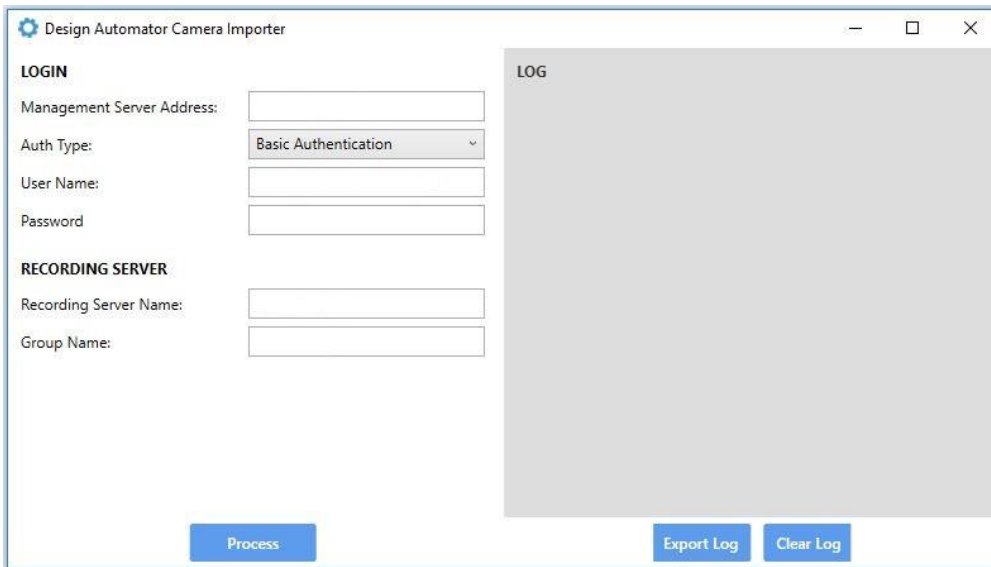 Design Automator Camera Importer
LOGIN
Management Server Address:
Auth Type:
Basic Authentication
User Name:
Password
RECORDING SERVER
Recording Server Name:
Group Name:
Process
LOG
Export Log
Clear Log